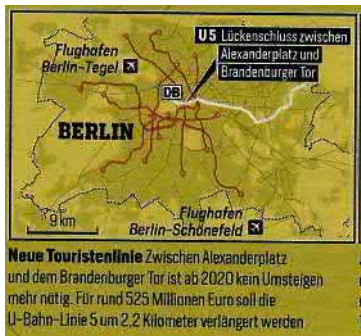 U5 Lückenschluss zwischen
Alexanderplatz und
Brandenburger Tor
Flughafen
Berlin-Tegel
DB
BERLIN
9 km
Flughafen
Berlin-Schönefeld
Neue Touristenlinie Zwischen Alexanderplatz
und dem Brandenburger Tor ist ab 2020 kein Umsteigen
mehr nötig. Für rund 525 Millionen Euro soll die
U-Bahn-Linie 5 um 2,2 Kilometer verlängert werden